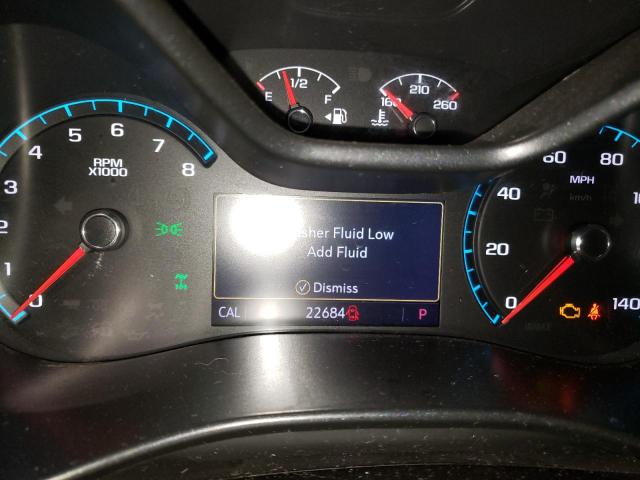 E 1/2 F
160 210 260
0 1 2 3 4 5 6 7 8
RPM
X1000
Fluid Low
Add Fluid
Dismiss
CAL 22684 P
0 20 40 60 80 140
MPH
km/h